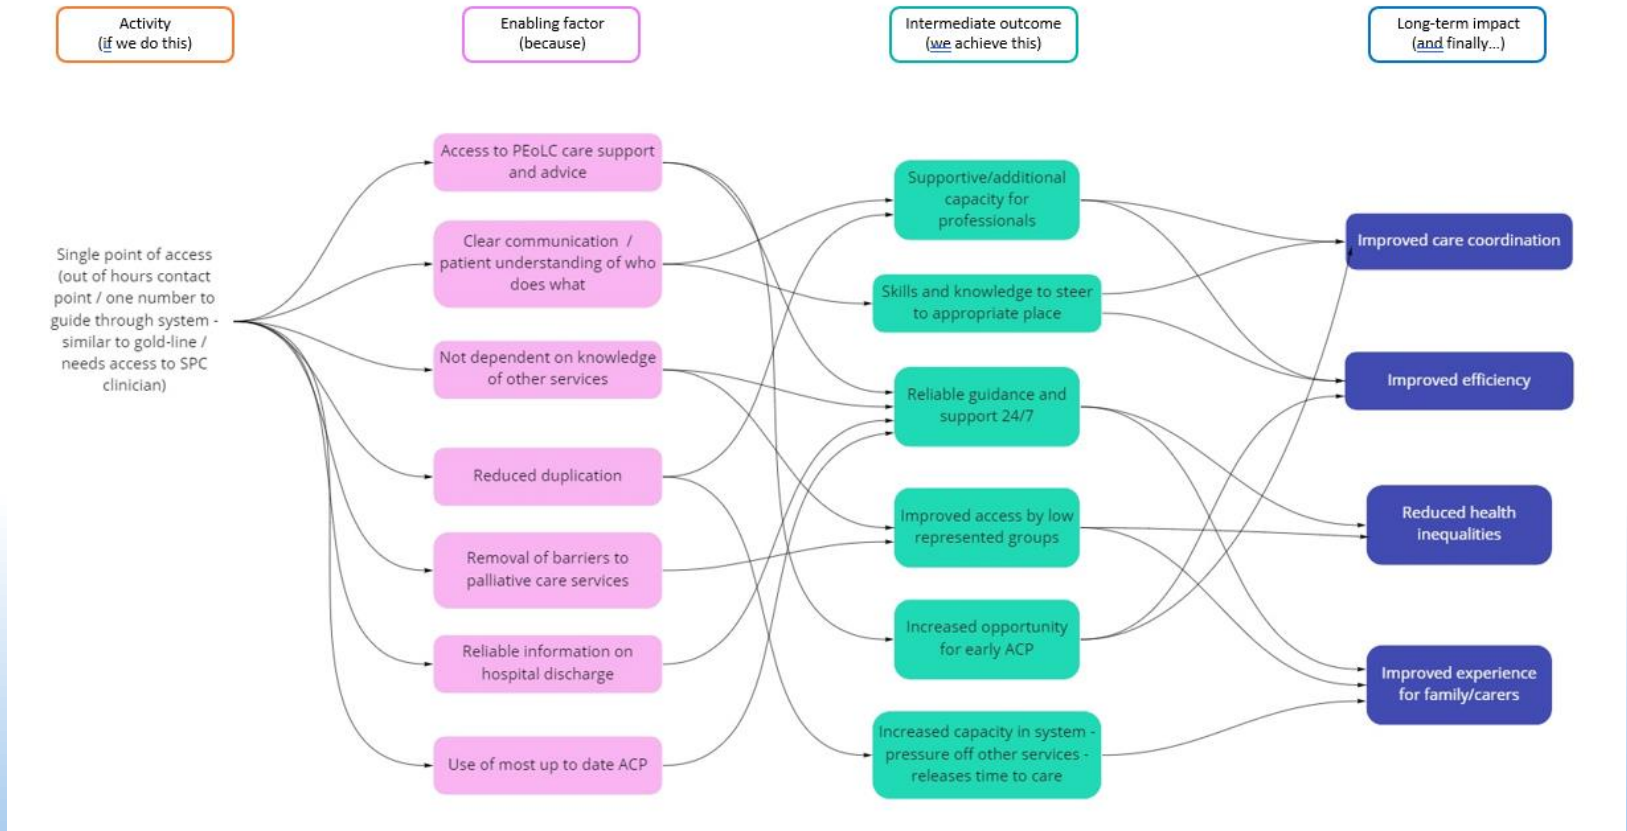 Activity
(if we do this)
Enabling factor
(because)
Intermediate outcome
(we achieve this)
Long-term impact
(and finally...)
Single point of access
(out of hours contact
point / one number to
guide through system -
similar to gold-line /
needs access to SPC
clinician)
Access to PEoLC care support
and advice
Clear communication /
patient understanding of who
does what
Not dependent on knowledge
of other services
Reduced duplication
Removal of barriers to
palliative care services
Reliable information on
hospital discharge
Use of most up to date ACP
Supportive/additional
capacity for
professionals
Skills and knowledge to steer
to appropriate place
Reliable guidance and
support 24/7
Improved access by low
represented groups
Increased opportunity
for early ACP
Increased capacity in system -
pressure off other services -
releases time to care
Improved care coordination
Improved efficiency
Reduced health
inequalities
Improved experience
for family/carers